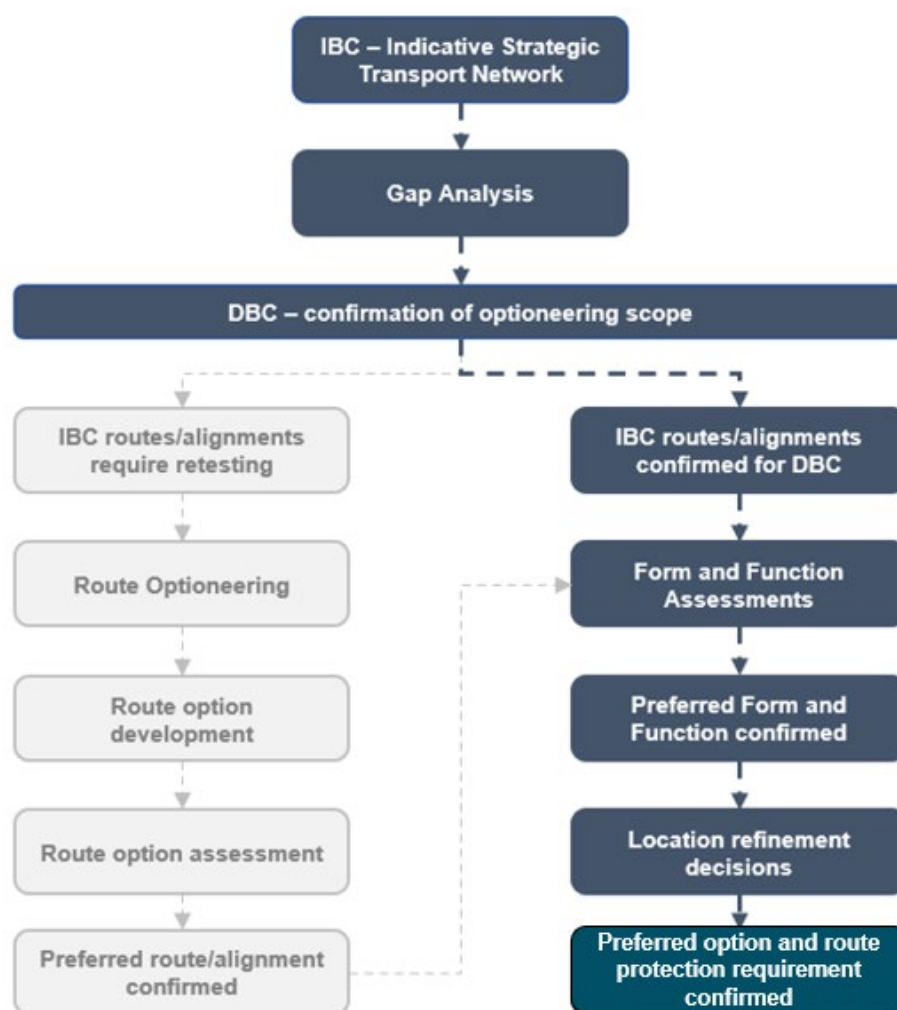 IBC – Indicative Strategic
Transport Network
Gap Analysis
DBC – confirmation of optioneering scope
IBC routes/alignments
require retesting
IBC routes/alignments
confirmed for DBC
Route Optioneering
Form and Function
Assessments
Route option
development
Preferred Form and
Function confirmed
Route option assessment
Location refinement
decisions
Preferred route/alignment
confirmed
Preferred option and route
protection requirement
confirmed